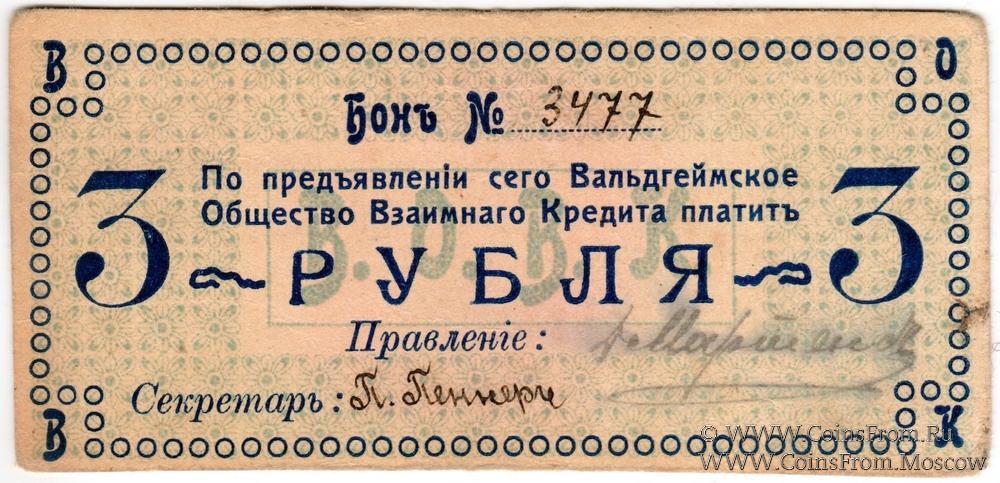 В О
Бонъ № 3477
По предъявленіи сего Вальдгеймское
Общество Взаимнаго Кредита платитъ
3 РУБЛЯ 3
В.О.В.К
Правленіе:
Секретарь: П. Пеннеръ
В К
© WWW.CoinsFrom.Ru
WWW.CoinsFrom.Moscow